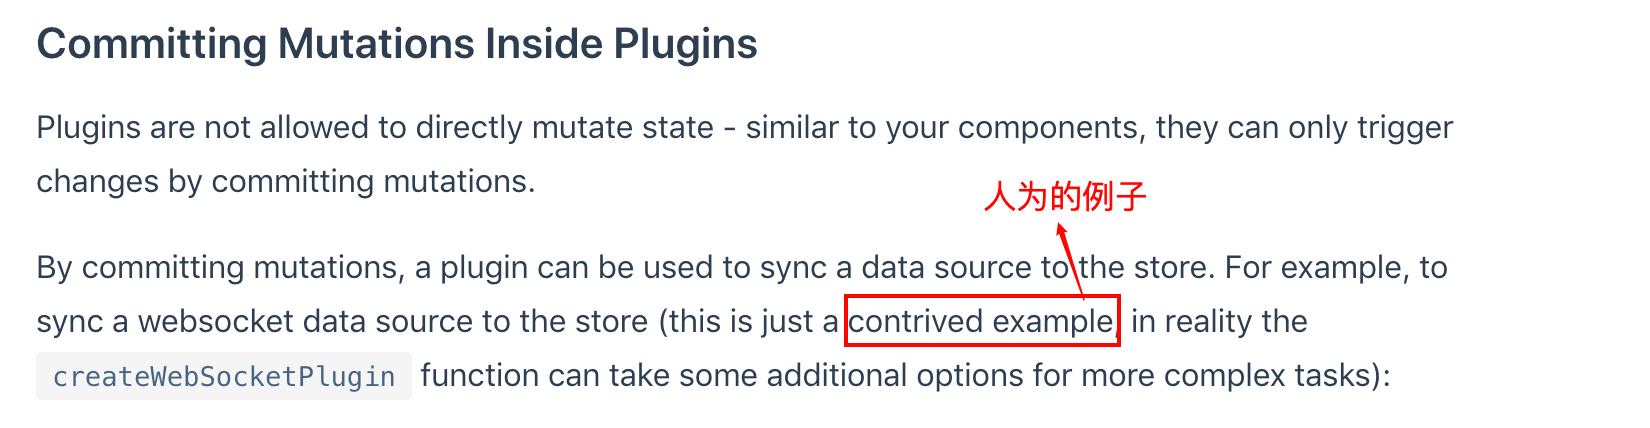 Committing Mutations Inside Plugins
Plugins are not allowed to directly mutate state - similar to your components, they can only trigger
changes by committing mutations.
人为的例子
By committing mutations, a plugin can be used to sync a data source to the store. For example, to
sync a websocket data source to the store (this is just a contrived example, in reality the
createWebSocketPlugin function can take some additional options for more complex tasks):